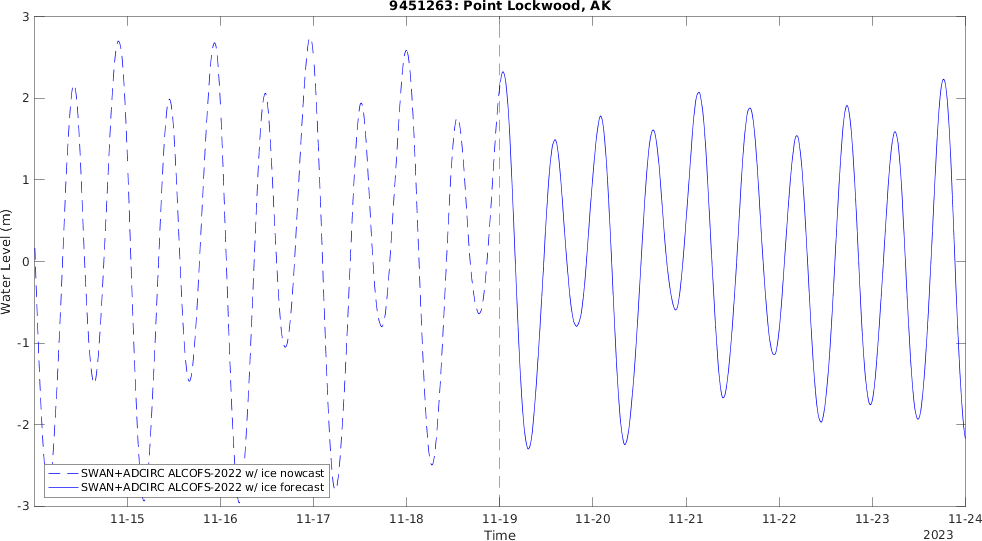 9451263: Point Lockwood, AK
3
2
1
0
-1
-2
-3
Water Level (m)
SWAN+ADCIRC ALCOFS-2022 w/ ice nowcast
SWAN+ADCIRC ALCOFS-2022 w/ ice forecast
11-15 11-16 11-17 11-18 11-19 11-20 11-21 11-22 11-23 11-24
Time
2023